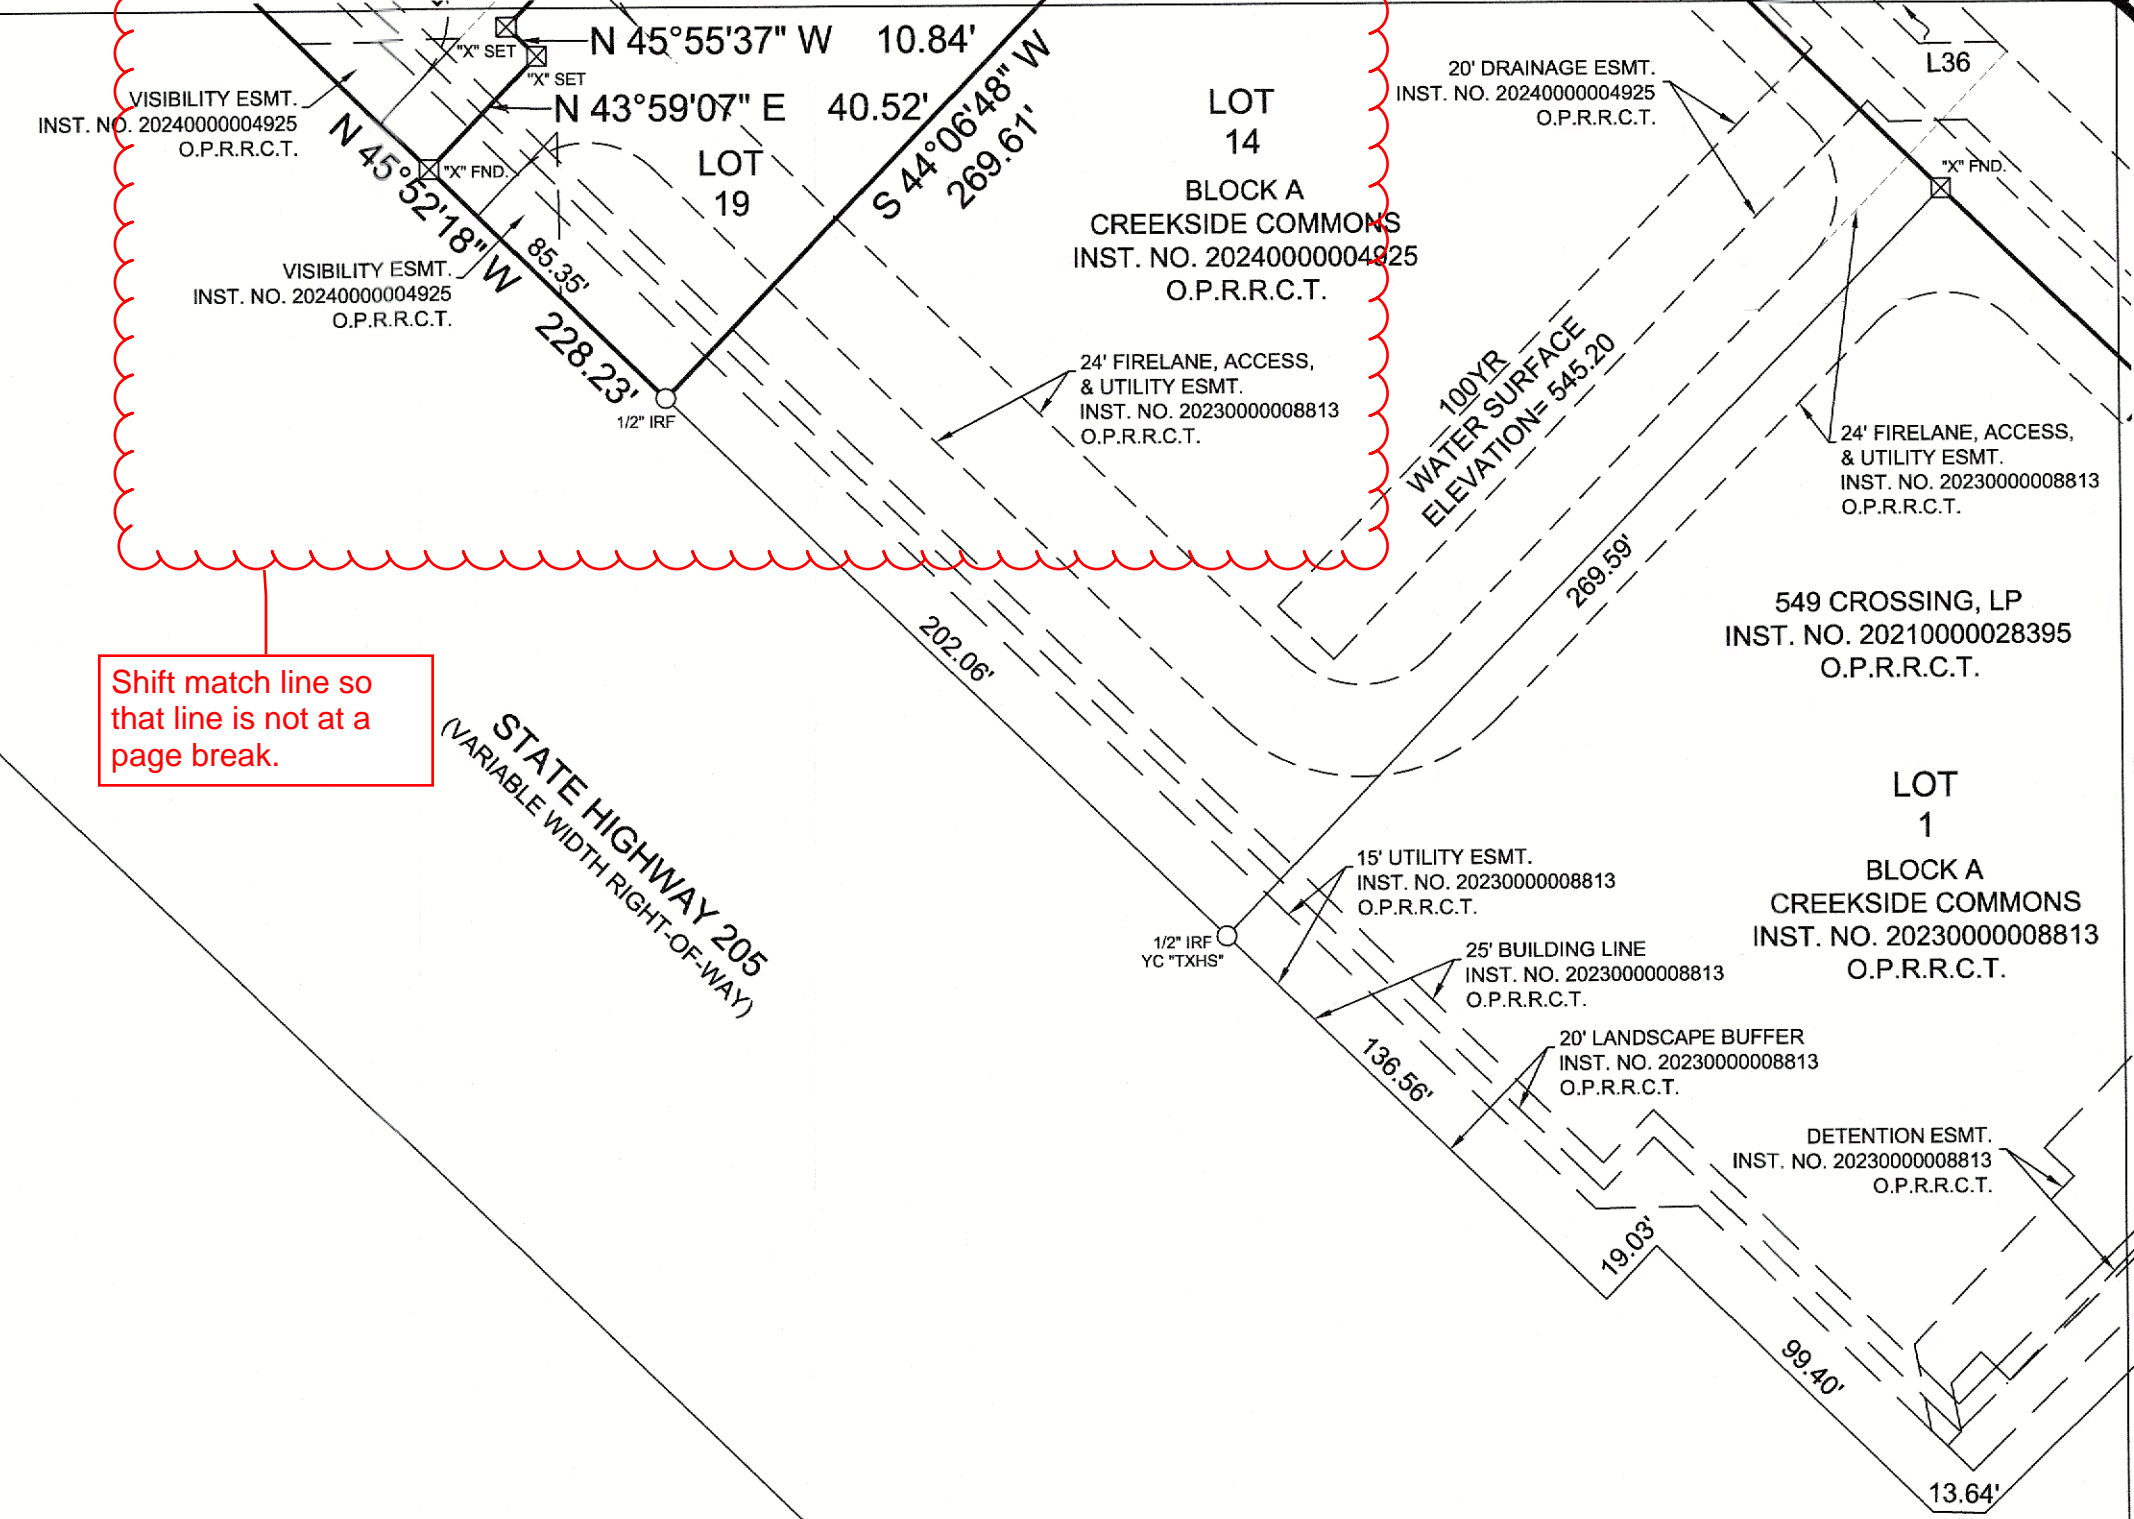 N 45°55'37" W 10.84'
"X" SET
"X" SET
N 43°59'07" E 40.52'
VISIBILITY ESMT.
INST. NO. 20240000004925
O.P.R.R.C.T.
N 45°52'18" W 228.23'
"X" FND.
LOT
19
S 44°06'48" W
269.61'
LOT
14
BLOCK A
CREEKSIDE COMMONS
INST. NO. 20240000004925
O.P.R.R.C.T.
20' DRAINAGE ESMT.
INST. NO. 20240000004925
O.P.R.R.C.T.
L36
"X" FND.
VISIBILITY ESMT.
INST. NO. 20240000004925
O.P.R.R.C.T.
85.35'
1/2" IRF
24' FIRELANE, ACCESS,
& UTILITY ESMT.
INST. NO. 20230000008813
O.P.R.R.C.T.
100YR
WATER SURFACE
ELEVATION= 545.20
24' FIRELANE, ACCESS,
& UTILITY ESMT.
INST. NO. 20230000008813
O.P.R.R.C.T.
269.59'
549 CROSSING, LP
INST. NO. 20210000028395
O.P.R.R.C.T.
202.06'
Shift match line so
that line is not at a
page break.
STATE HIGHWAY 205
(VARIABLE WIDTH RIGHT-OF-WAY)
LOT
1
BLOCK A
CREEKSIDE COMMONS
INST. NO. 20230000008813
O.P.R.R.C.T.
15' UTILITY ESMT.
INST. NO. 20230000008813
O.P.R.R.C.T.
1/2" IRF
YC "TXHS"
25' BUILDING LINE
INST. NO. 20230000008813
O.P.R.R.C.T.
20' LANDSCAPE BUFFER
INST. NO. 20230000008813
O.P.R.R.C.T.
136.56'
DETENTION ESMT.
INST. NO. 20230000008813
O.P.R.R.C.T.
19.03'
99.40'
13.64'